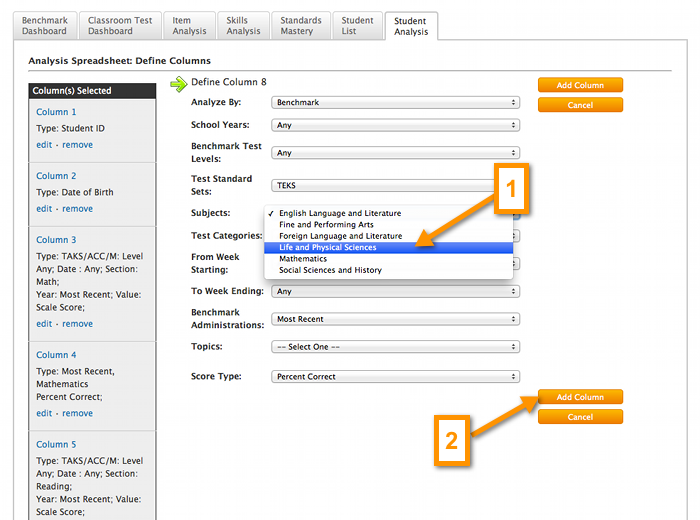 Benchmark
Dashboard
Classroom Test
Dashboard
Item
Analysis
Skills
Analysis
Standards
Mastery
Student
List
Student
Analysis
Analysis Spreadsheet: Define Columns
Column(s) Selected
Column 1
Type: Student ID
edit - remove
Column 2
Type: Date of Birth
edit - remove
Column 3
Type: TAKS/ACC/M: Level
Any; Date : Any; Section:
Math;
Year: Most Recent; Value:
Scale Score;
edit - remove
Column 4
Type: Most Recent,
Mathematics
Percent Correct;
edit - remove
Column 5
Type: TAKS/ACC/M: Level
Any; Date : Any; Section:
Reading;
Year: Most Recent; Value:
Scale Score;
Define Column 8
Add Column
Cancel
Analyze By: Benchmark
School Years: Any
Benchmark Test
Levels: Any
Test Standard
Sets: TEKS
1
Subjects: ✓ English Language and Literature
Fine and Performing Arts
Test Categories: Foreign Language and Literature
Life and Physical Sciences
From Week
Starting: Mathematics
Social Sciences and History
To Week Ending: Any
Benchmark
Administrations: Most Recent
Topics: -- Select One --
Score Type: Percent Correct
Add Column
Cancel
2